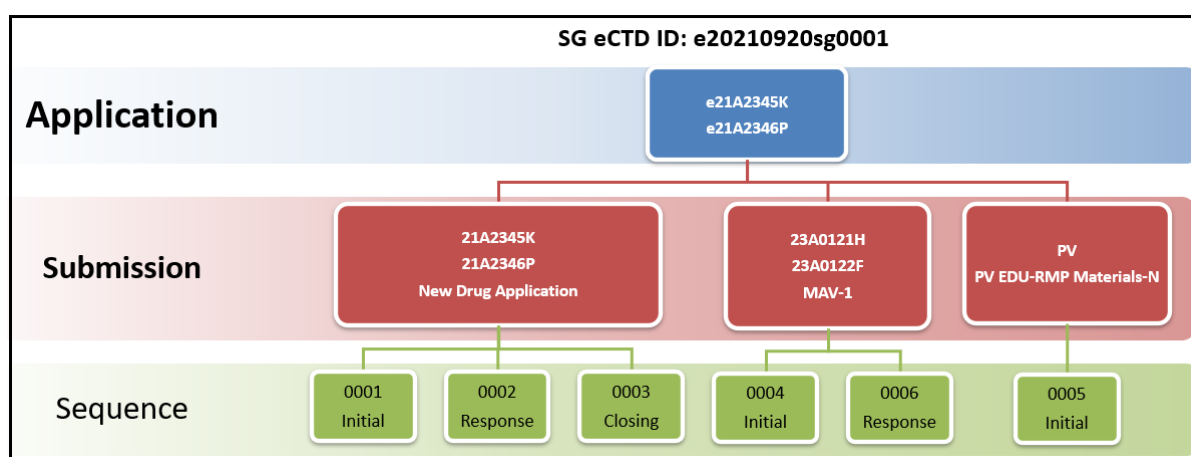 SG eCTD ID: e20210920sg0001
Application
e21A2345K
e21A2346P
Submission
21A2345K
21A2346P
New Drug Application
23A0121H
23A0122F
MAV-1
PV
PV EDU-RMP Materials-N
Sequence
0001
Initial
0002
Response
0003
Closing
0004
Initial
0006
Response
0005
Initial